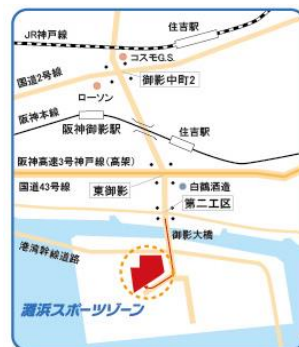 JR神戸線
住吉駅
コスモG.S.
国道2号線
御影中町2
ローソン
阪神本線
阪神御影駅
住吉駅
阪神高速3号神戸線(高架)
国道43号線
東御影
白鶴酒造
第二工区
御影大橋
港湾幹線道路
灘浜スポーツゾーン